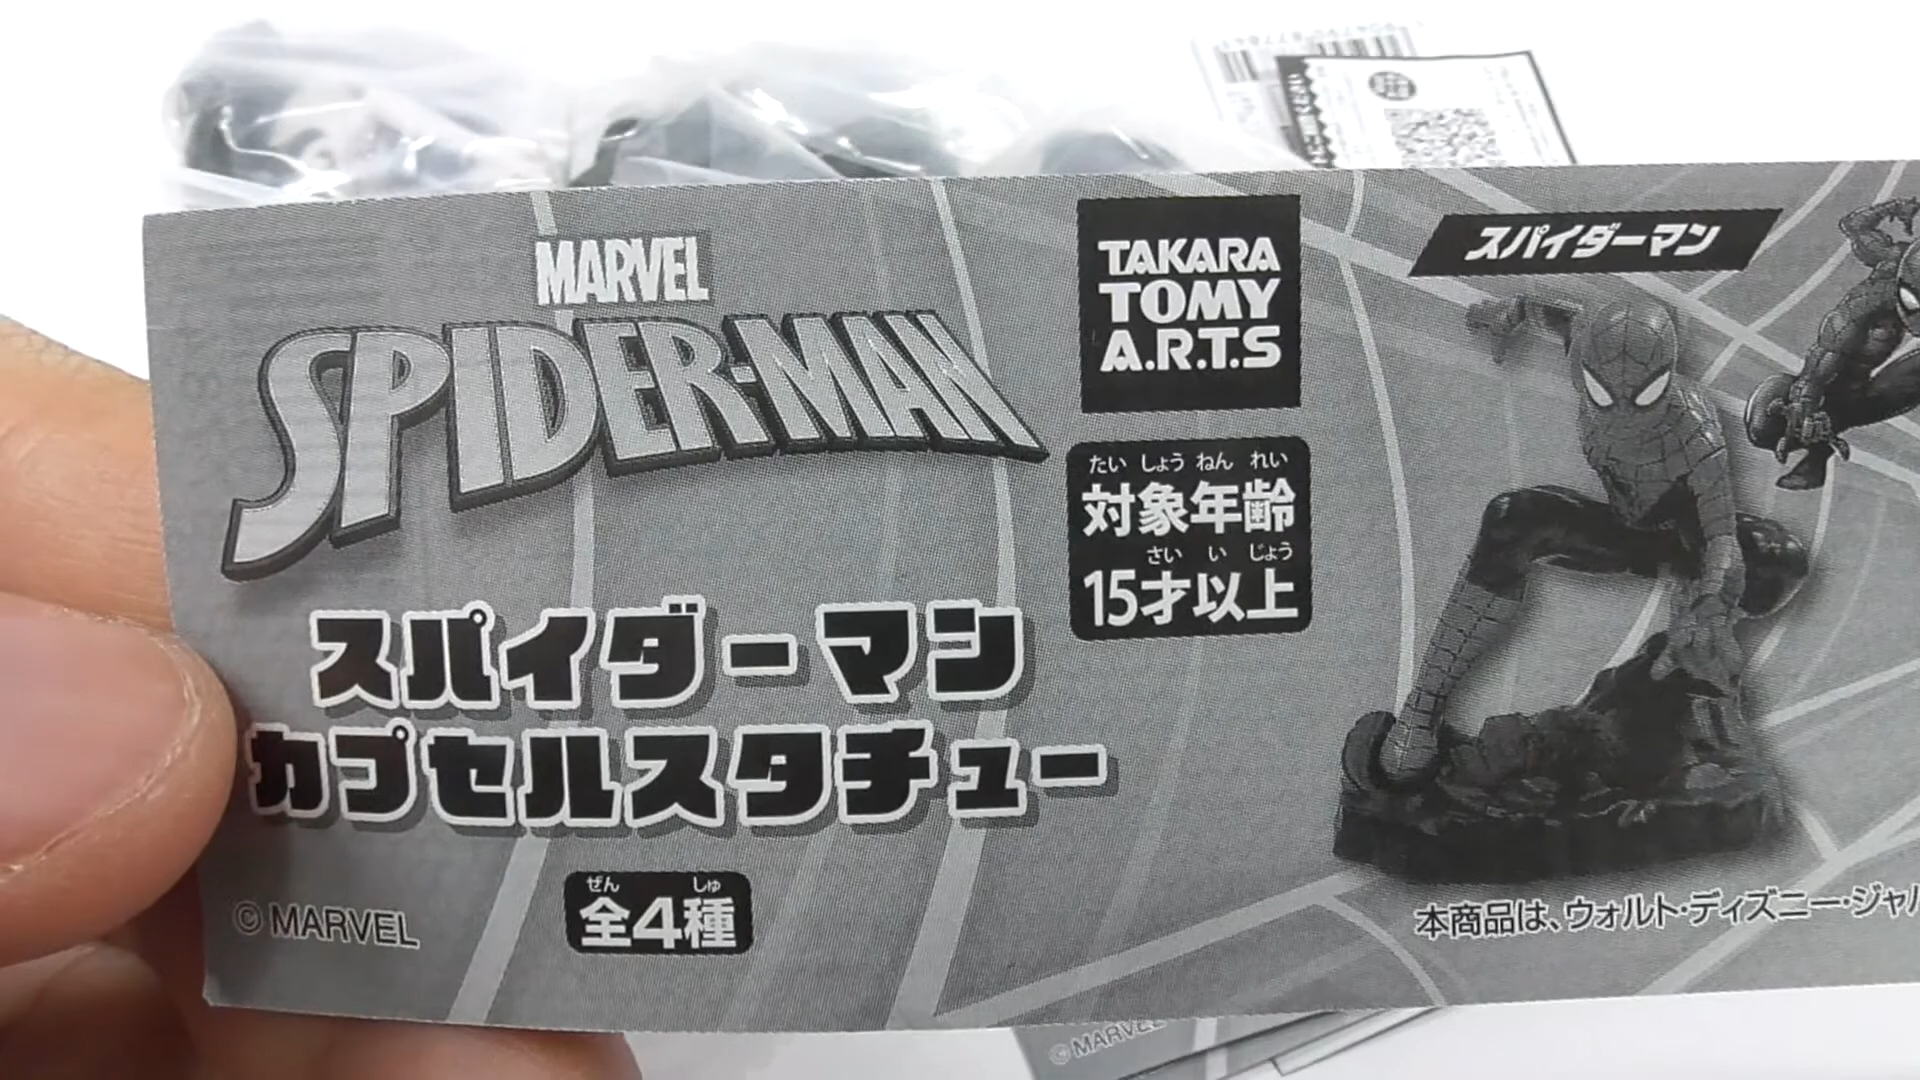 MARVEL
SPIDER-MAN
スパイダーマン
カプセルスタチュー
ぜん しゅ
全4種
© MARVEL
TAKARA
TOMY
A.R.T.S
たい しょう ねん れい
対象年齢
さい い じょう
15才以上
スパイダーマン
本商品は、ウォルト・ディズニー・ジャ
© MARVEL